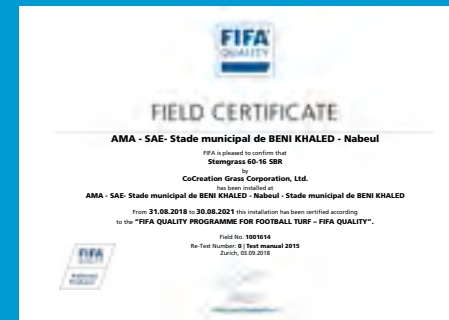 FIFA
QUALITY
FIELD CERTIFICATE
AMA - SAE- Stade municipal de BENI KHALED - Nabeul
FIFA is pleased to confirm that
Stemgrass 60-16 SBR
by
CoCreation Grass Corporation, Ltd.
has been installed at
AMA - SAE- Stade municipal de BENI KHALED - Nabeul - Stade municipal de BENI KHALED
From 31.08.2018 to 30.08.2021 this installation has been certified according
to the "FIFA QUALITY PROGRAMME FOR FOOTBALL TURF – FIFA QUALITY".
Field No. 1001614
Re-Test Number: 0 | Test manual 2015
Zurich, 03.09.2018
FIFA